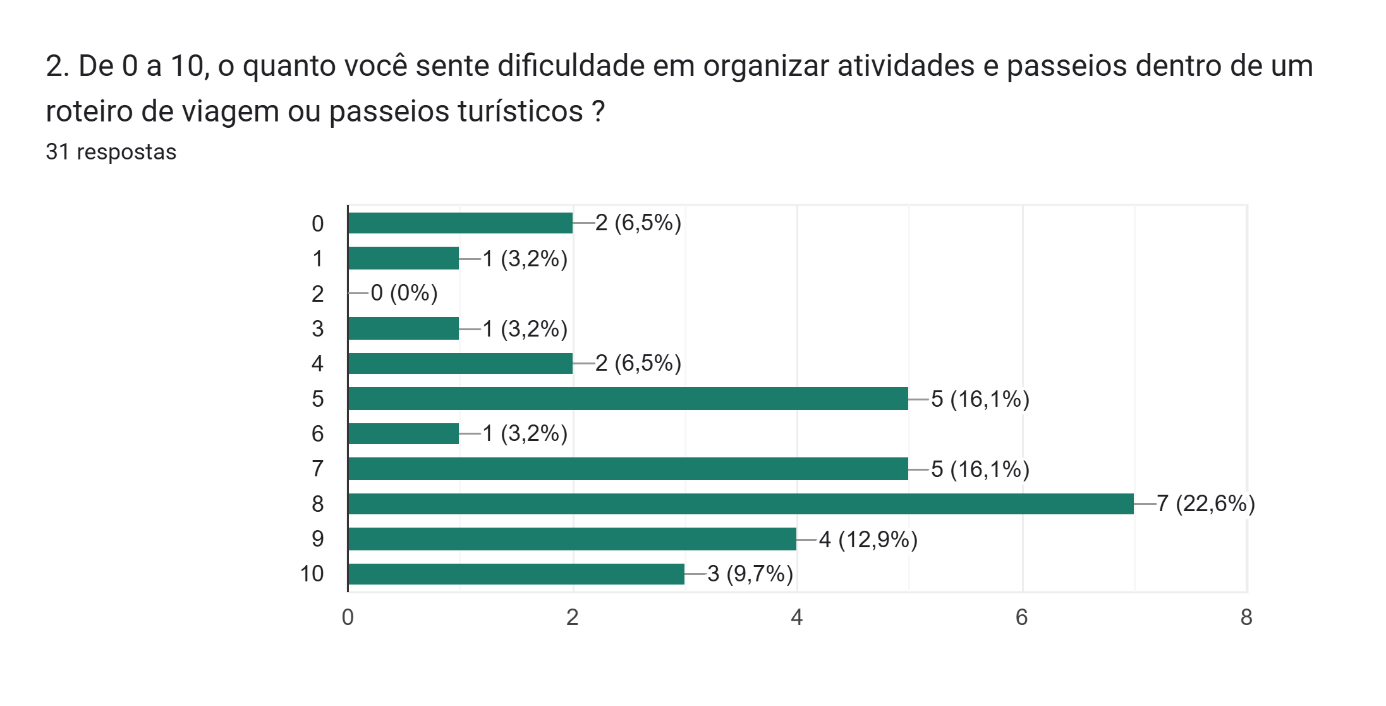 2. De 0 a 10, o quanto você sente dificuldade em organizar atividades e passeios dentro de um
roteiro de viagem ou passeios turísticos ?
31 respostas
0 2 (6,5%)
1 1 (3,2%)
2 0 (0%)
3 1 (3,2%)
4 2 (6,5%)
5 5 (16,1%)
6 1 (3,2%)
7 5 (16,1%)
8 7 (22,6%)
9 4 (12,9%)
10 3 (9,7%)
0 2 4 6 8